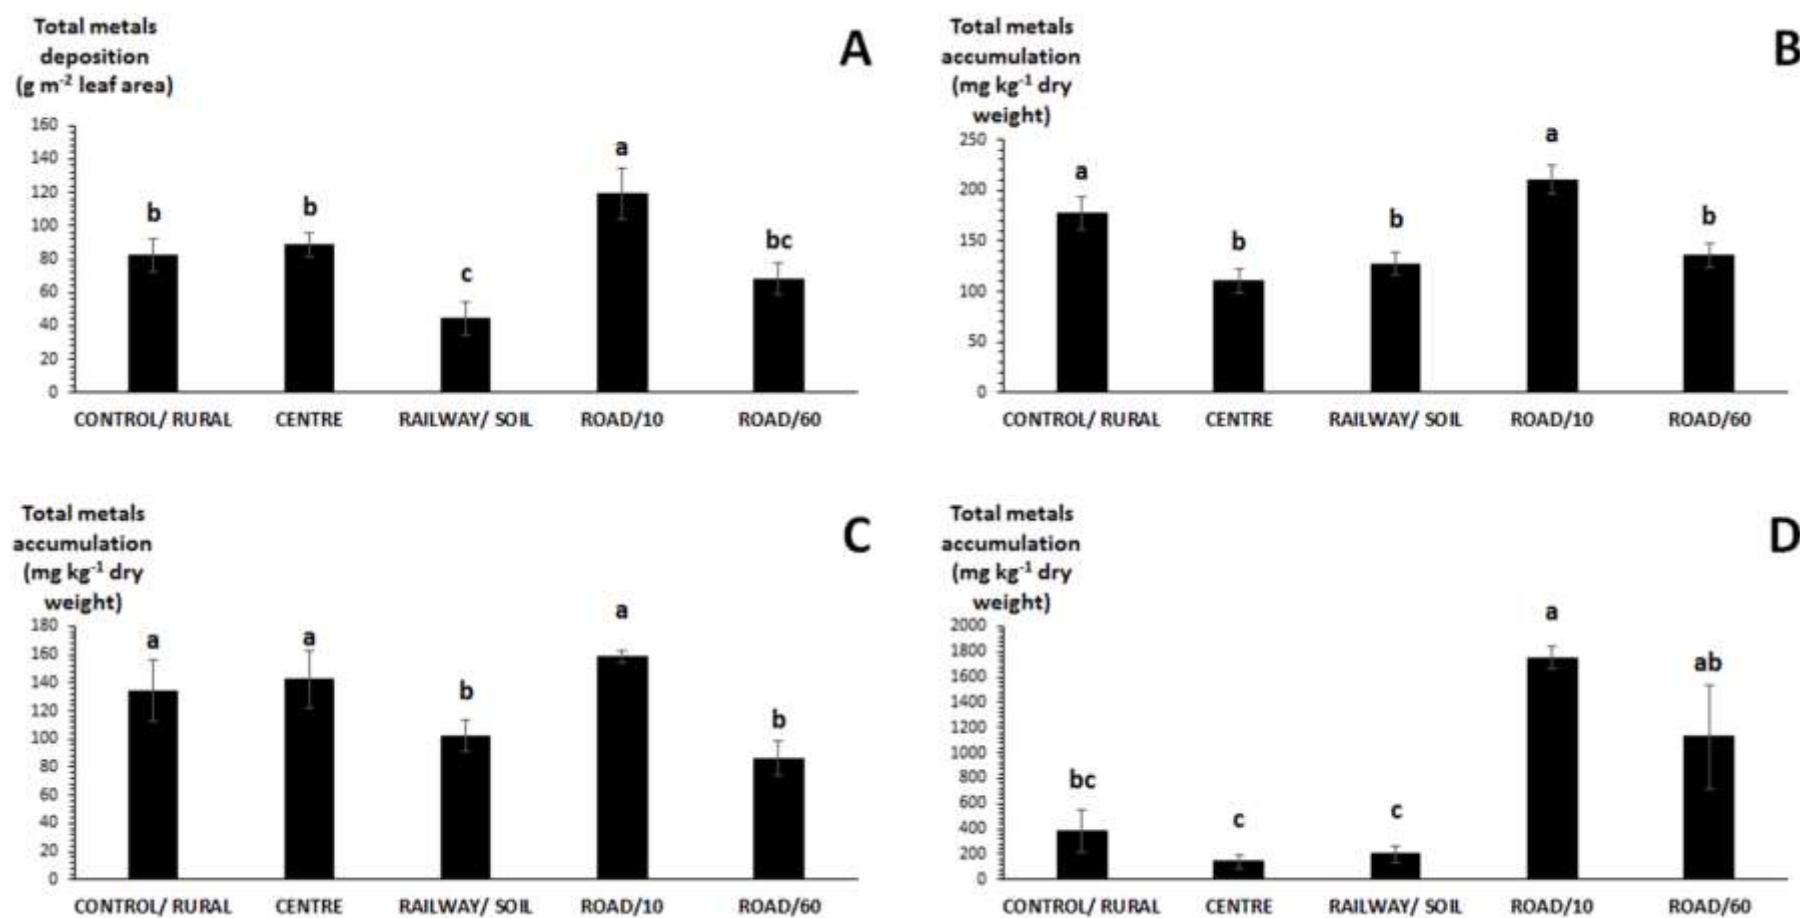 Total metals
deposition
(g m⁻² leaf area)
A
160
140
120
100
80
60
40
20
0
b
b
c
a
bc
CONTROL/ RURAL
CENTRE
RAILWAY/ SOIL
ROAD/10
ROAD/60
Total metals
accumulation
(mg kg⁻¹ dry
weight)
B
250
200
150
100
50
0
a
b
b
a
b
CONTROL/ RURAL
CENTRE
RAILWAY/ SOIL
ROAD/10
ROAD/60
Total metals
accumulation
(mg kg⁻¹ dry
weight)
C
180
160
140
120
100
80
60
40
20
0
a
a
b
a
b
CONTROL/ RURAL
CENTRE
RAILWAY/ SOIL
ROAD/10
ROAD/60
Total metals
accumulation
(mg kg⁻¹ dry
weight)
D
2000
1800
1600
1400
1200
1000
800
600
400
200
0
bc
c
c
a
ab
CONTROL/ RURAL
CENTRE
RAILWAY/ SOIL
ROAD/10
ROAD/60